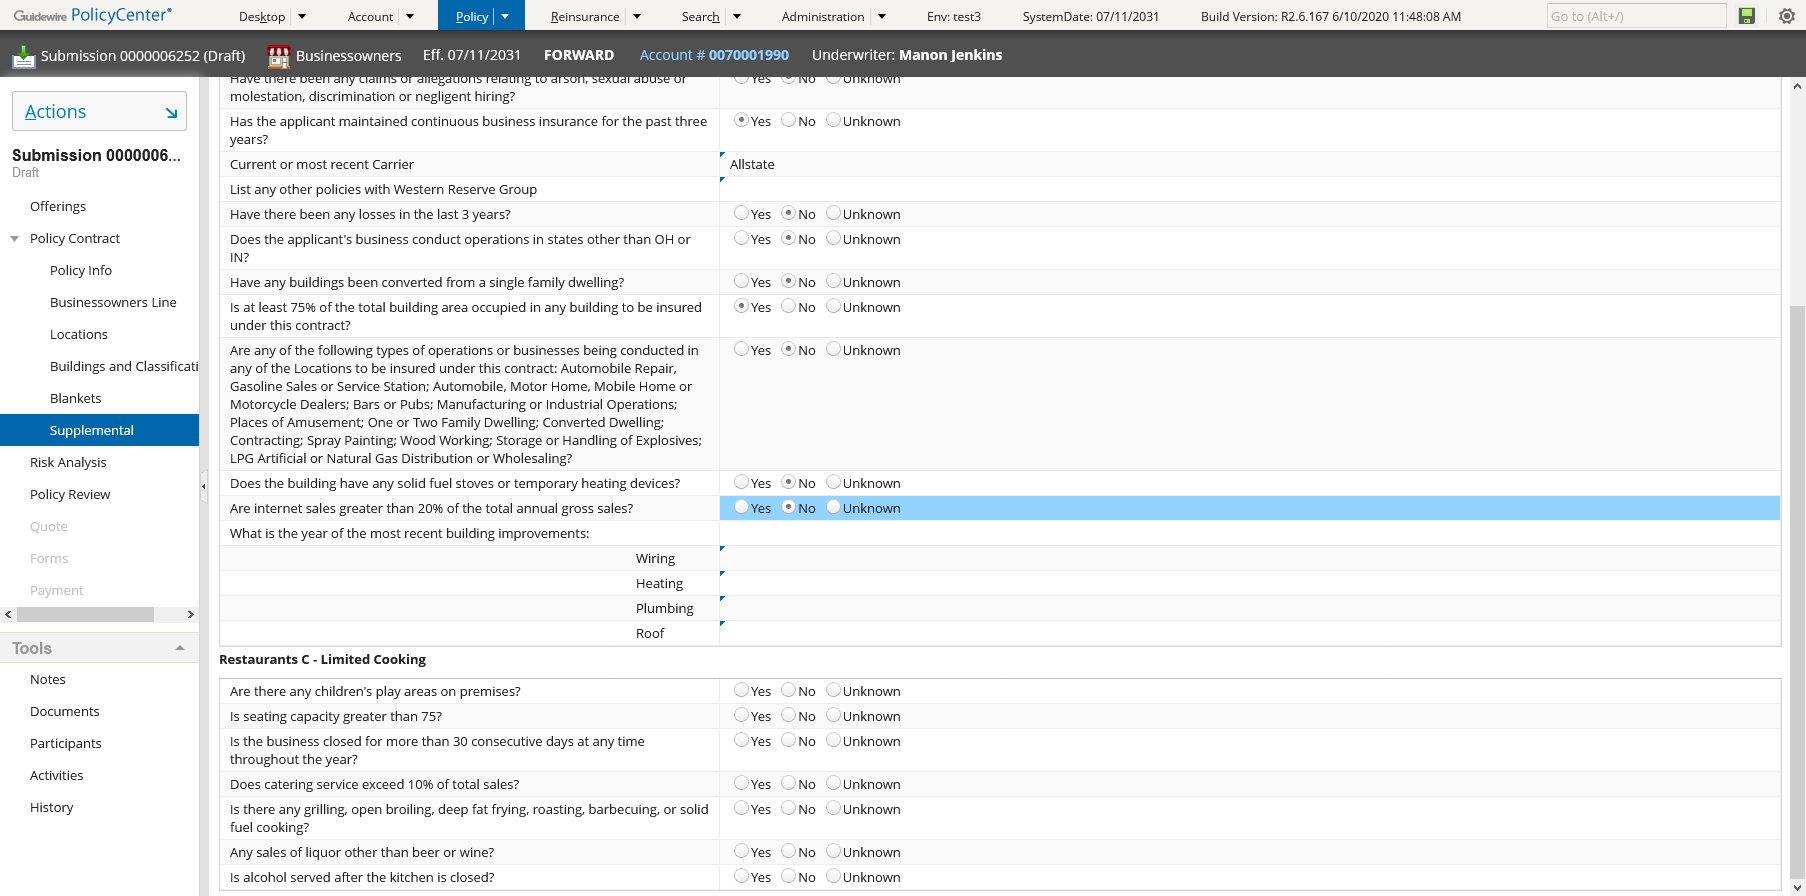 Guidewire PolicyCenter® Desktop Account Policy Reinsurance Search Administration Env: test3 SystemDate: 07/11/2031 Build Version: R2.6.167 6/10/2020 11:48:08 AM Go to (Alt+/)
Submission 0000006252 (Draft) Businessowners Eff. 07/11/2031 FORWARD Account # 0070001990 Underwriter: Manon Jenkins
Actions
Submission 0000006...
Draft
Offerings
Policy Contract
Policy Info
Businessowners Line
Locations
Buildings and Classificati
Blankets
Supplemental
Risk Analysis
Policy Review
Quote
Forms
Payment
Tools
Notes
Documents
Participants
Activities
History
Have there been any claims or allegations relating to arson, sexual abuse or Yes No Unknown
molestation, discrimination or negligent hiring?
Has the applicant maintained continuous business insurance for the past three Yes No Unknown
years?
Current or most recent Carrier Allstate
List any other policies with Western Reserve Group
Have there been any losses in the last 3 years? Yes No Unknown
Does the applicant's business conduct operations in states other than OH or Yes No Unknown
IN?
Have any buildings been converted from a single family dwelling? Yes No Unknown
Is at least 75% of the total building area occupied in any building to be insured Yes No Unknown
under this contract?
Are any of the following types of operations or businesses being conducted in Yes No Unknown
any of the Locations to be insured under this contract: Automobile Repair,
Gasoline Sales or Service Station; Automobile, Motor Home, Mobile Home or
Motorcycle Dealers; Bars or Pubs; Manufacturing or Industrial Operations;
Places of Amusement; One or Two Family Dwelling; Converted Dwelling;
Contracting; Spray Painting; Wood Working; Storage or Handling of Explosives;
LPG Artificial or Natural Gas Distribution or Wholesaling?
Does the building have any solid fuel stoves or temporary heating devices? Yes No Unknown
Are internet sales greater than 20% of the total annual gross sales? Yes No Unknown
What is the year of the most recent building improvements:
Wiring
Heating
Plumbing
Roof
Restaurants C - Limited Cooking
Are there any children's play areas on premises? Yes No Unknown
Is seating capacity greater than 75? Yes No Unknown
Is the business closed for more than 30 consecutive days at any time Yes No Unknown
throughout the year?
Does catering service exceed 10% of total sales? Yes No Unknown
Is there any grilling, open broiling, deep fat frying, roasting, barbecuing, or solid Yes No Unknown
fuel cooking?
Any sales of liquor other than beer or wine? Yes No Unknown
Is alcohol served after the kitchen is closed? Yes No Unknown